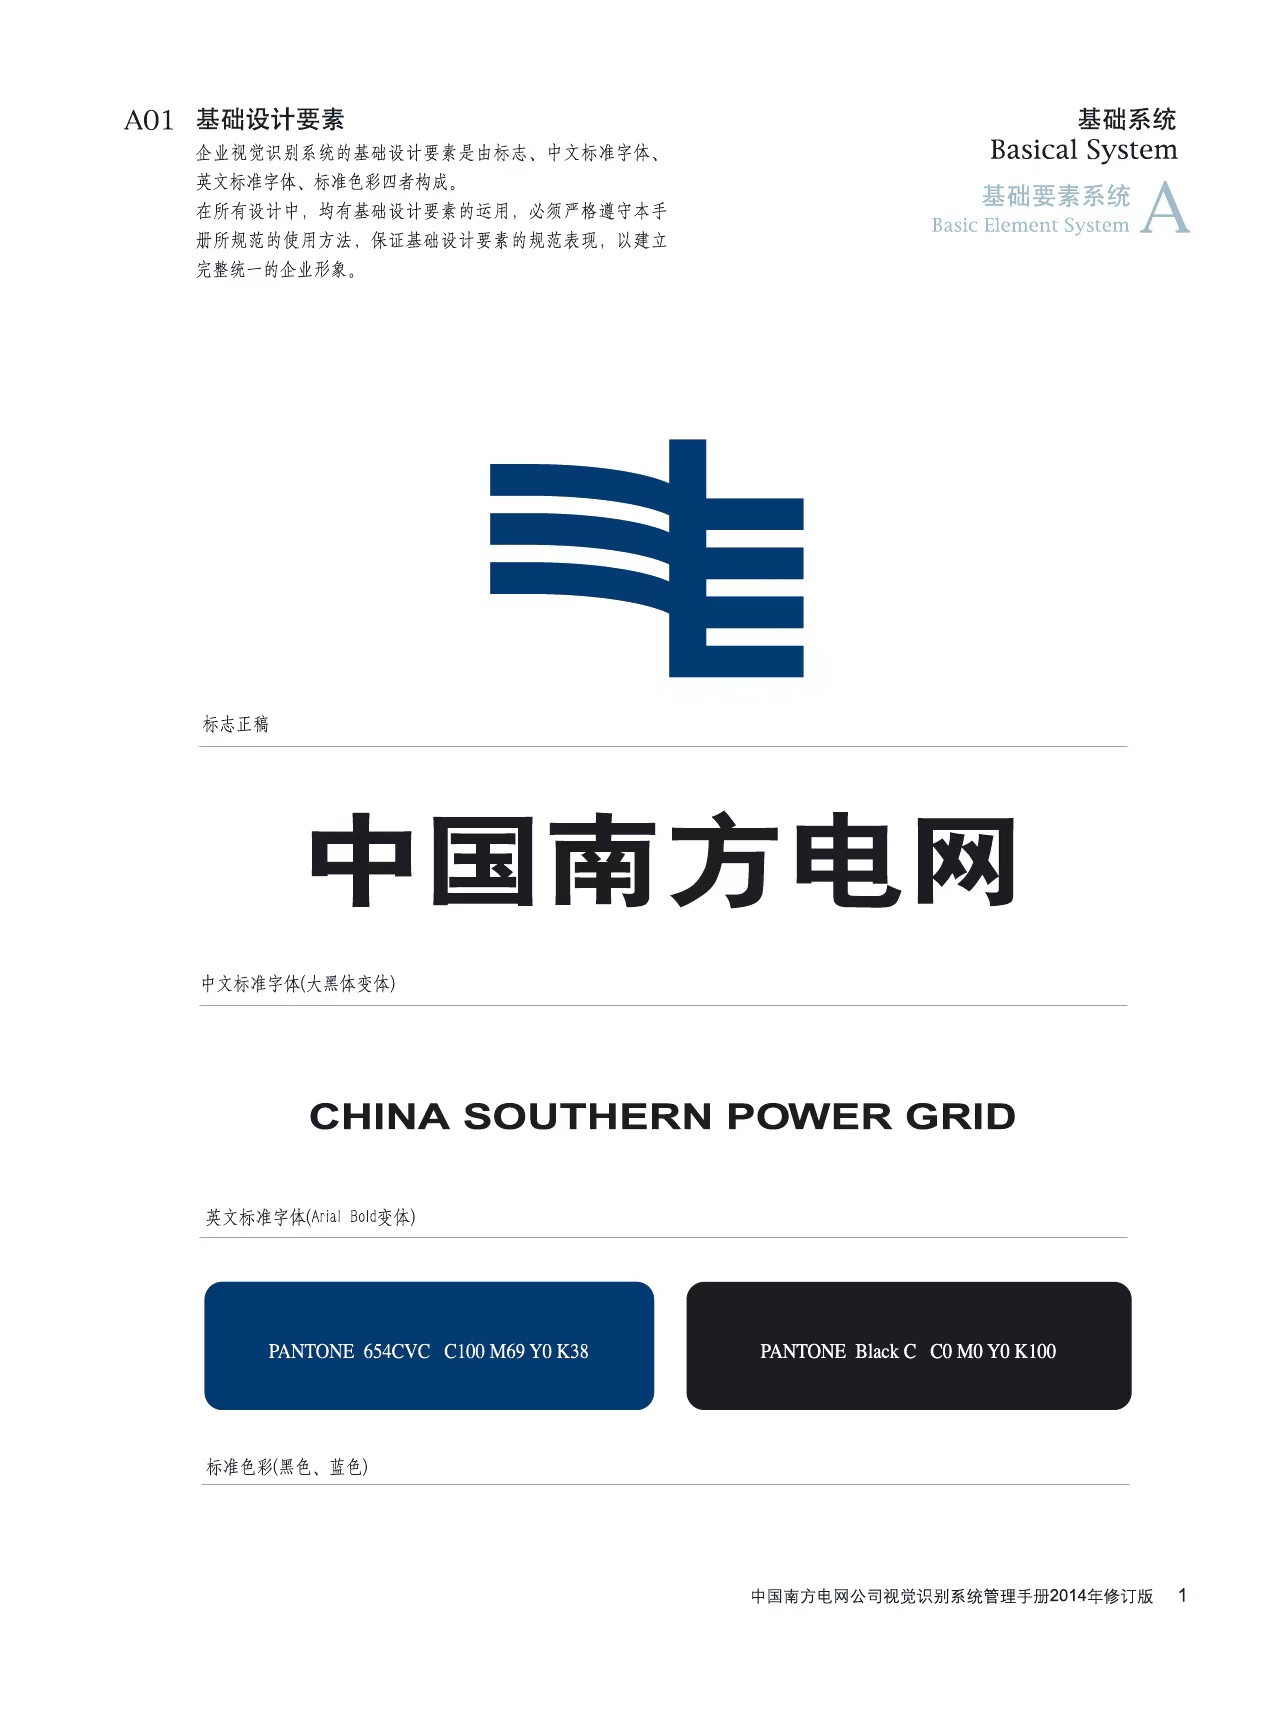 A01 基础设计要素
企业视觉识别系统的基础设计要素是由标志、中文标准字体、
英文标准字体、标准色彩四者构成。
在所有设计中，均有基础设计要素的运用，必须严格遵守本手
册所规范的使用方法，保证基础设计要素的规范表现，以建立
完整统一的企业形象。
基础系统
Basical System
基础要素系统
Basic Element System A
标志正稿
中国南方电网
中文标准字体(大黑体变体)
CHINA SOUTHERN POWER GRID
英文标准字体(Arial Bold变体)
PANTONE 654CVC C100 M69 Y0 K38
PANTONE Black C C0 M0 Y0 K100
标准色彩(黑色、蓝色)
中国南方电网公司视觉识别系统管理手册2014年修订版 1